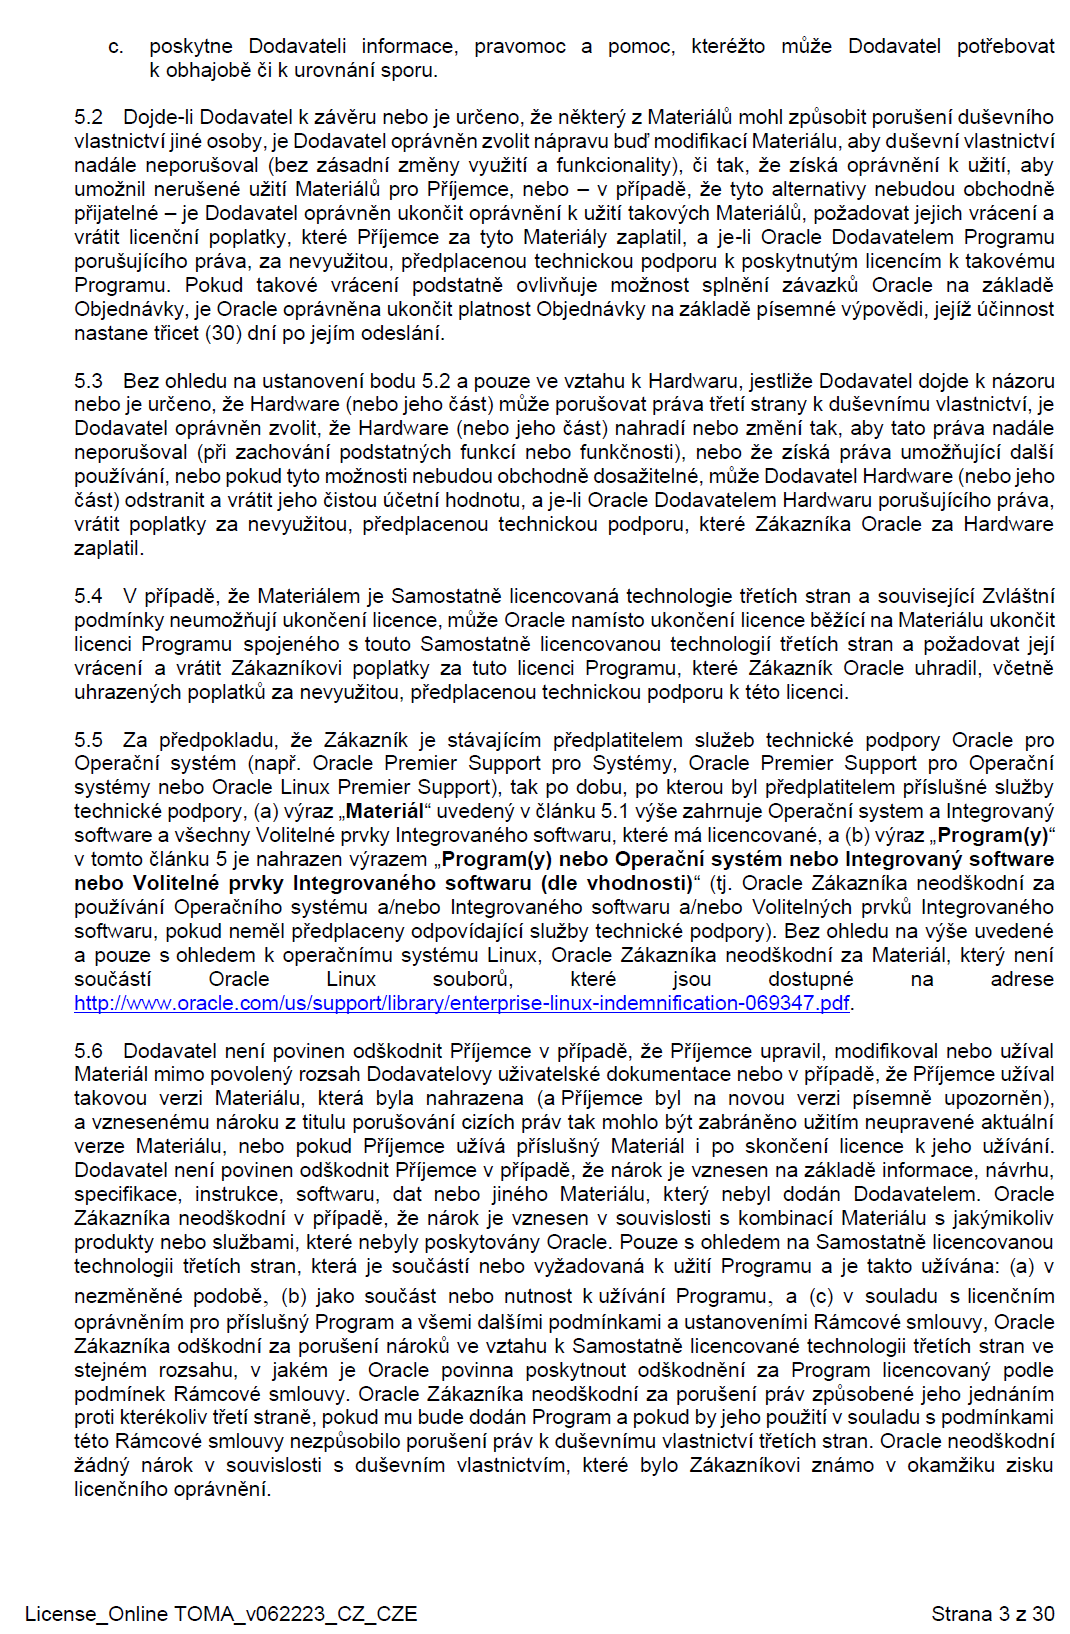 c. poskytne Dodavateli informace, pravomoc a pomoc, kteréžto může Dodavatel potřebovat
k obhajobě či k urovnání sporu.
5.2 Dojde-li Dodavatel k závěru nebo je určeno, že některý z Materiálů mohl způsobit porušení duševního
vlastnictví jiné osoby, je Dodavatel oprávněn zvolit nápravu buď modifikací Materiálu, aby duševní vlastnictví
nadále neporušoval (bez zásadní změny využití a funkcionality), či tak, že získá oprávnění k užití, aby
umožnil nerušené užití Materiálů pro Příjemce, nebo – v případě, že tyto alternativy nebudou obchodně
přijatelné – je Dodavatel oprávněn ukončit oprávnění k užití takových Materiálů, požadovat jejich vrácení a
vrátit licenční poplatky, které Příjemce za tyto Materiály zaplatil, a je-li Oracle Dodavatelem Programu
porušujícího práva, za nevyužitou, předplacenou technickou podporu k poskytnutým licencím k takovému
Programu. Pokud takové vrácení podstatně ovlivňuje možnost splnění závazků Oracle na základě
Objednávky, je Oracle oprávněna ukončit platnost Objednávky na základě písemné výpovědi, jejíž účinnost
nastane třicet (30) dní po jejím odeslání.
5.3 Bez ohledu na ustanovení bodu 5.2 a pouze ve vztahu k Hardwaru, jestliže Dodavatel dojde k názoru
nebo je určeno, že Hardware (nebo jeho část) může porušovat práva třetí strany k duševnímu vlastnictví, je
Dodavatel oprávněn zvolit, že Hardware (nebo jeho část) nahradí nebo změní tak, aby tato práva nadále
neporušoval (při zachování podstatných funkcí nebo funkčnosti), nebo že získá práva umožňující další
používání, nebo pokud tyto možnosti nebudou obchodně dosažitelné, může Dodavatel Hardware (nebo jeho
část) odstranit a vrátit jeho čistou účetní hodnotu, a je-li Oracle Dodavatelem Hardwaru porušujícího práva,
vrátit poplatky za nevyužitou, předplacenou technickou podporu, které Zákazníka Oracle za Hardware
zaplatil.
5.4 V případě, že Materiálem je Samostatně licencovaná technologie třetích stran a související Zvláštní
podmínky neumožňují ukončení licence, může Oracle namísto ukončení licence běžící na Materiálu ukončit
licenci Programu spojeného s touto Samostatně licencovanou technologií třetích stran a požadovat její
vrácení a vrátit Zákazníkovi poplatky za tuto licenci Programu, které Zákazník Oracle uhradil, včetně
uhrazených poplatků za nevyužitou, předplacenou technickou podporu k této licenci.
5.5 Za předpokladu, že Zákazník je stávajícím předplatitelem služeb technické podpory Oracle pro
Operační systém (např. Oracle Premier Support pro Systémy, Oracle Premier Support pro Operační
systémy nebo Oracle Linux Premier Support), tak po dobu, po kterou byl předplatitelem příslušné služby
technické podpory, (a) výraz „Materiál“ uvedený v článku 5.1 výše zahrnuje Operační system a Integrovaný
software a všechny Volitelné prvky Integrovaného softwaru, které má licencované, a (b) výraz „Program(y)“
v tomto článku 5 je nahrazen výrazem „Program(y) nebo Operační systém nebo Integrovaný software
nebo Volitelné prvky Integrovaného softwaru (dle vhodnosti)“ (tj. Oracle Zákazníka neodškodní za
používání Operačního systému a/nebo Integrovaného softwaru a/nebo Volitelných prvků Integrovaného
softwaru, pokud neměl předplaceny odpovídající služby technické podpory). Bez ohledu na výše uvedené
a pouze s ohledem k operačnímu systému Linux, Oracle Zákazníka neodškodní za Materiál, který není
součástí Oracle Linux souborů, které jsou dostupné na adrese
http://www.oracle.com/us/support/library/enterprise-linux-indemnification-069347.pdf.
5.6 Dodavatel není povinen odškodnit Příjemce v případě, že Příjemce upravil, modifikoval nebo užíval
Materiál mimo povolený rozsah Dodavatelovy uživatelské dokumentace nebo v případě, že Příjemce užíval
takovou verzi Materiálu, která byla nahrazena (a Příjemce byl na novou verzi písemně upozorněn),
a vznesenému nároku z titulu porušování cizích práv tak mohlo být zabráněno užitím neupravené aktuální
verze Materiálu, nebo pokud Příjemce užívá příslušný Materiál i po skončení licence k jeho užívání.
Dodavatel není povinen odškodnit Příjemce v případě, že nárok je vznesen na základě informace, návrhu,
specifikace, instrukce, softwaru, dat nebo jiného Materiálu, který nebyl dodán Dodavatelem. Oracle
Zákazníka neodškodní v případě, že nárok je vznesen v souvislosti s kombinací Materiálu s jakýmikoliv
produkty nebo službami, které nebyly poskytovány Oracle. Pouze s ohledem na Samostatně licencovanou
technologii třetích stran, která je součástí nebo vyžadovaná k užití Programu a je takto užívána: (a) v
nezměněné podobě, (b) jako součást nebo nutnost k užívání Programu, a (c) v souladu s licenčním
oprávněním pro příslušný Program a všemi dalšími podmínkami a ustanoveními Rámcové smlouvy, Oracle
Zákazníka odškodní za porušení nároků ve vztahu k Samostatně licencované technologii třetích stran ve
stejném rozsahu, v jakém je Oracle povinna poskytnout odškodnění za Program licencovaný podle
podmínek Rámcové smlouvy. Oracle Zákazníka neodškodní za porušení práv způsobené jeho jednáním
proti kterékoliv třetí straně, pokud mu bude dodán Program a pokud by jeho použití v souladu s podmínkami
této Rámcové smlouvy nezpůsobilo porušení práv k duševnímu vlastnictví třetích stran. Oracle neodškodní
žádný nárok v souvislosti s duševním vlastnictvím, které bylo Zákazníkovi známo v okamžiku zisku
licenčního oprávnění.
License_Online TOMA_v062223_CZ_CZE
Strana 3 z 30